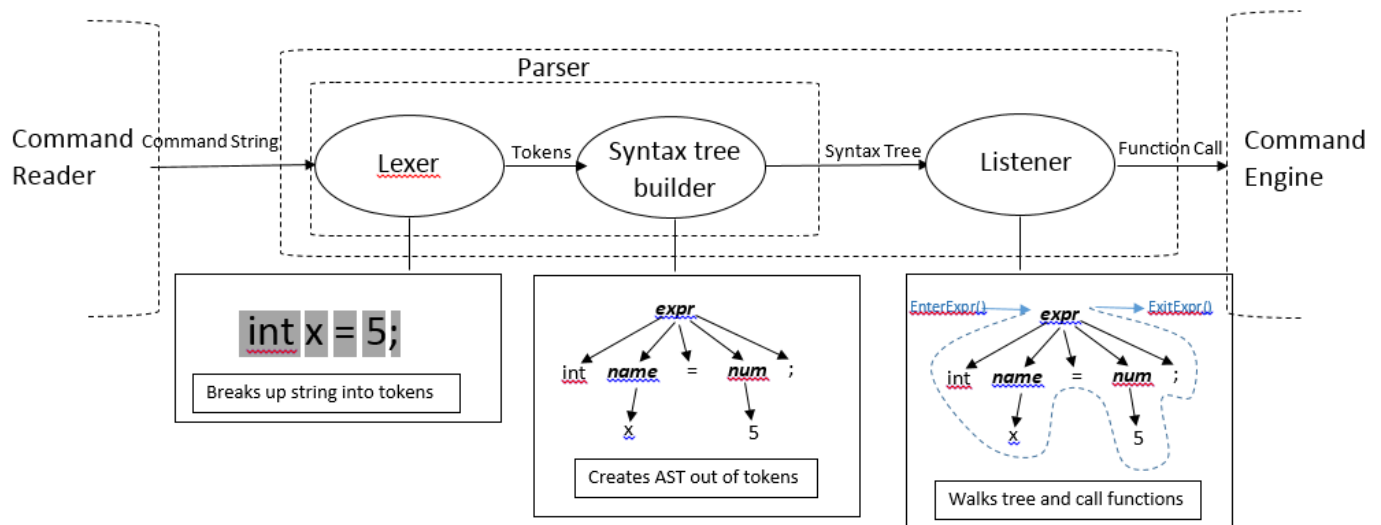 Parser
Command
Reader
Command String
Lexer
Tokens
Syntax tree
builder
Syntax Tree
Listener
Function Call
Command
Engine
int x = 5;
Breaks up string into tokens
expr
int name = num ;
x 5
Creates AST out of tokens
EnterExpr() expr ExitExpr()
int name = num ;
x 5
Walks tree and call functions